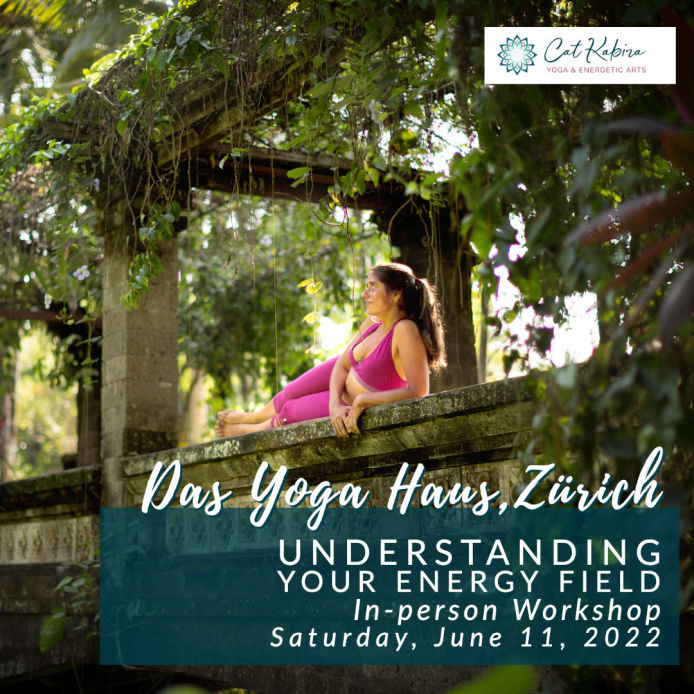 Cat Kabira
YOGA & ENERGETIC ARTS
Das Yoga Haus, Zürich
UNDERSTANDING
YOUR ENERGY FIELD
In-person Workshop
Saturday, June 11, 2022